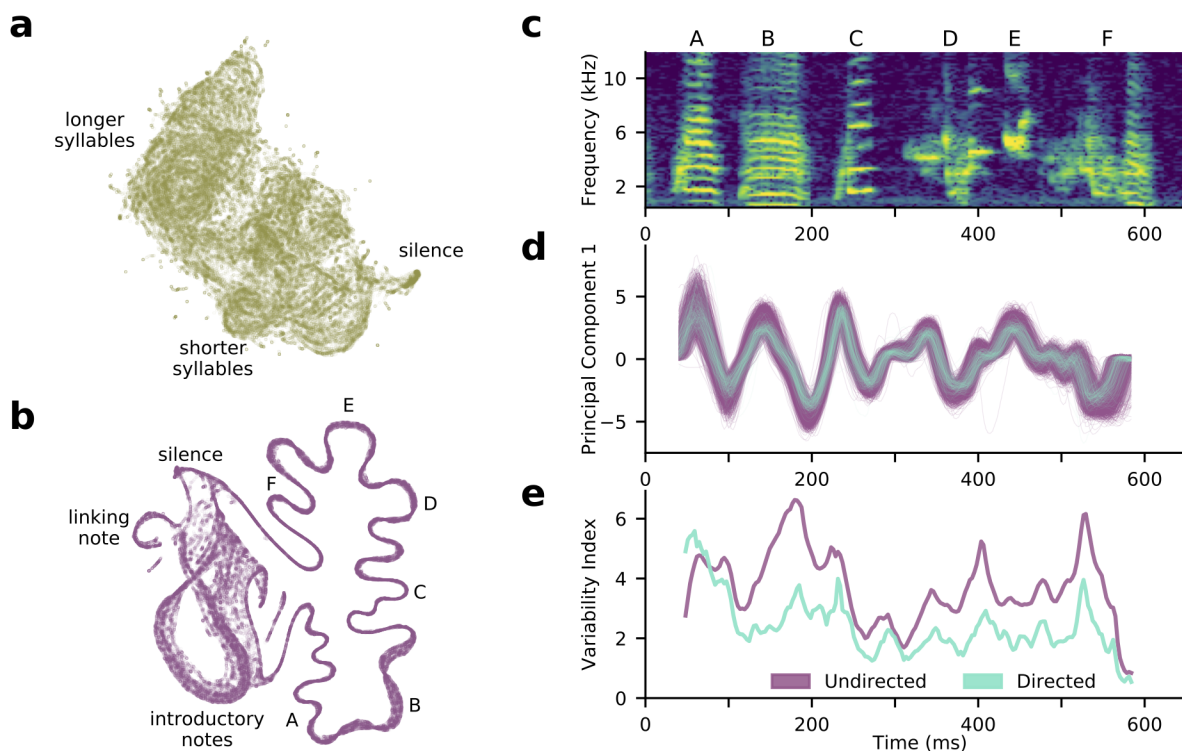 a
longer
syllables
silence
shorter
syllables
b
silence
linking
note
introductory
notes
A
B
C
D
E
F
c
A B C D E F
Frequency (kHz)
10
6
2
0 200 400 600
d
Principal Component 1
5
0
−5
0 200 400 600
e
Variability Index
6
4
2
0
Undirected Directed
0 200 400 600
Time (ms)